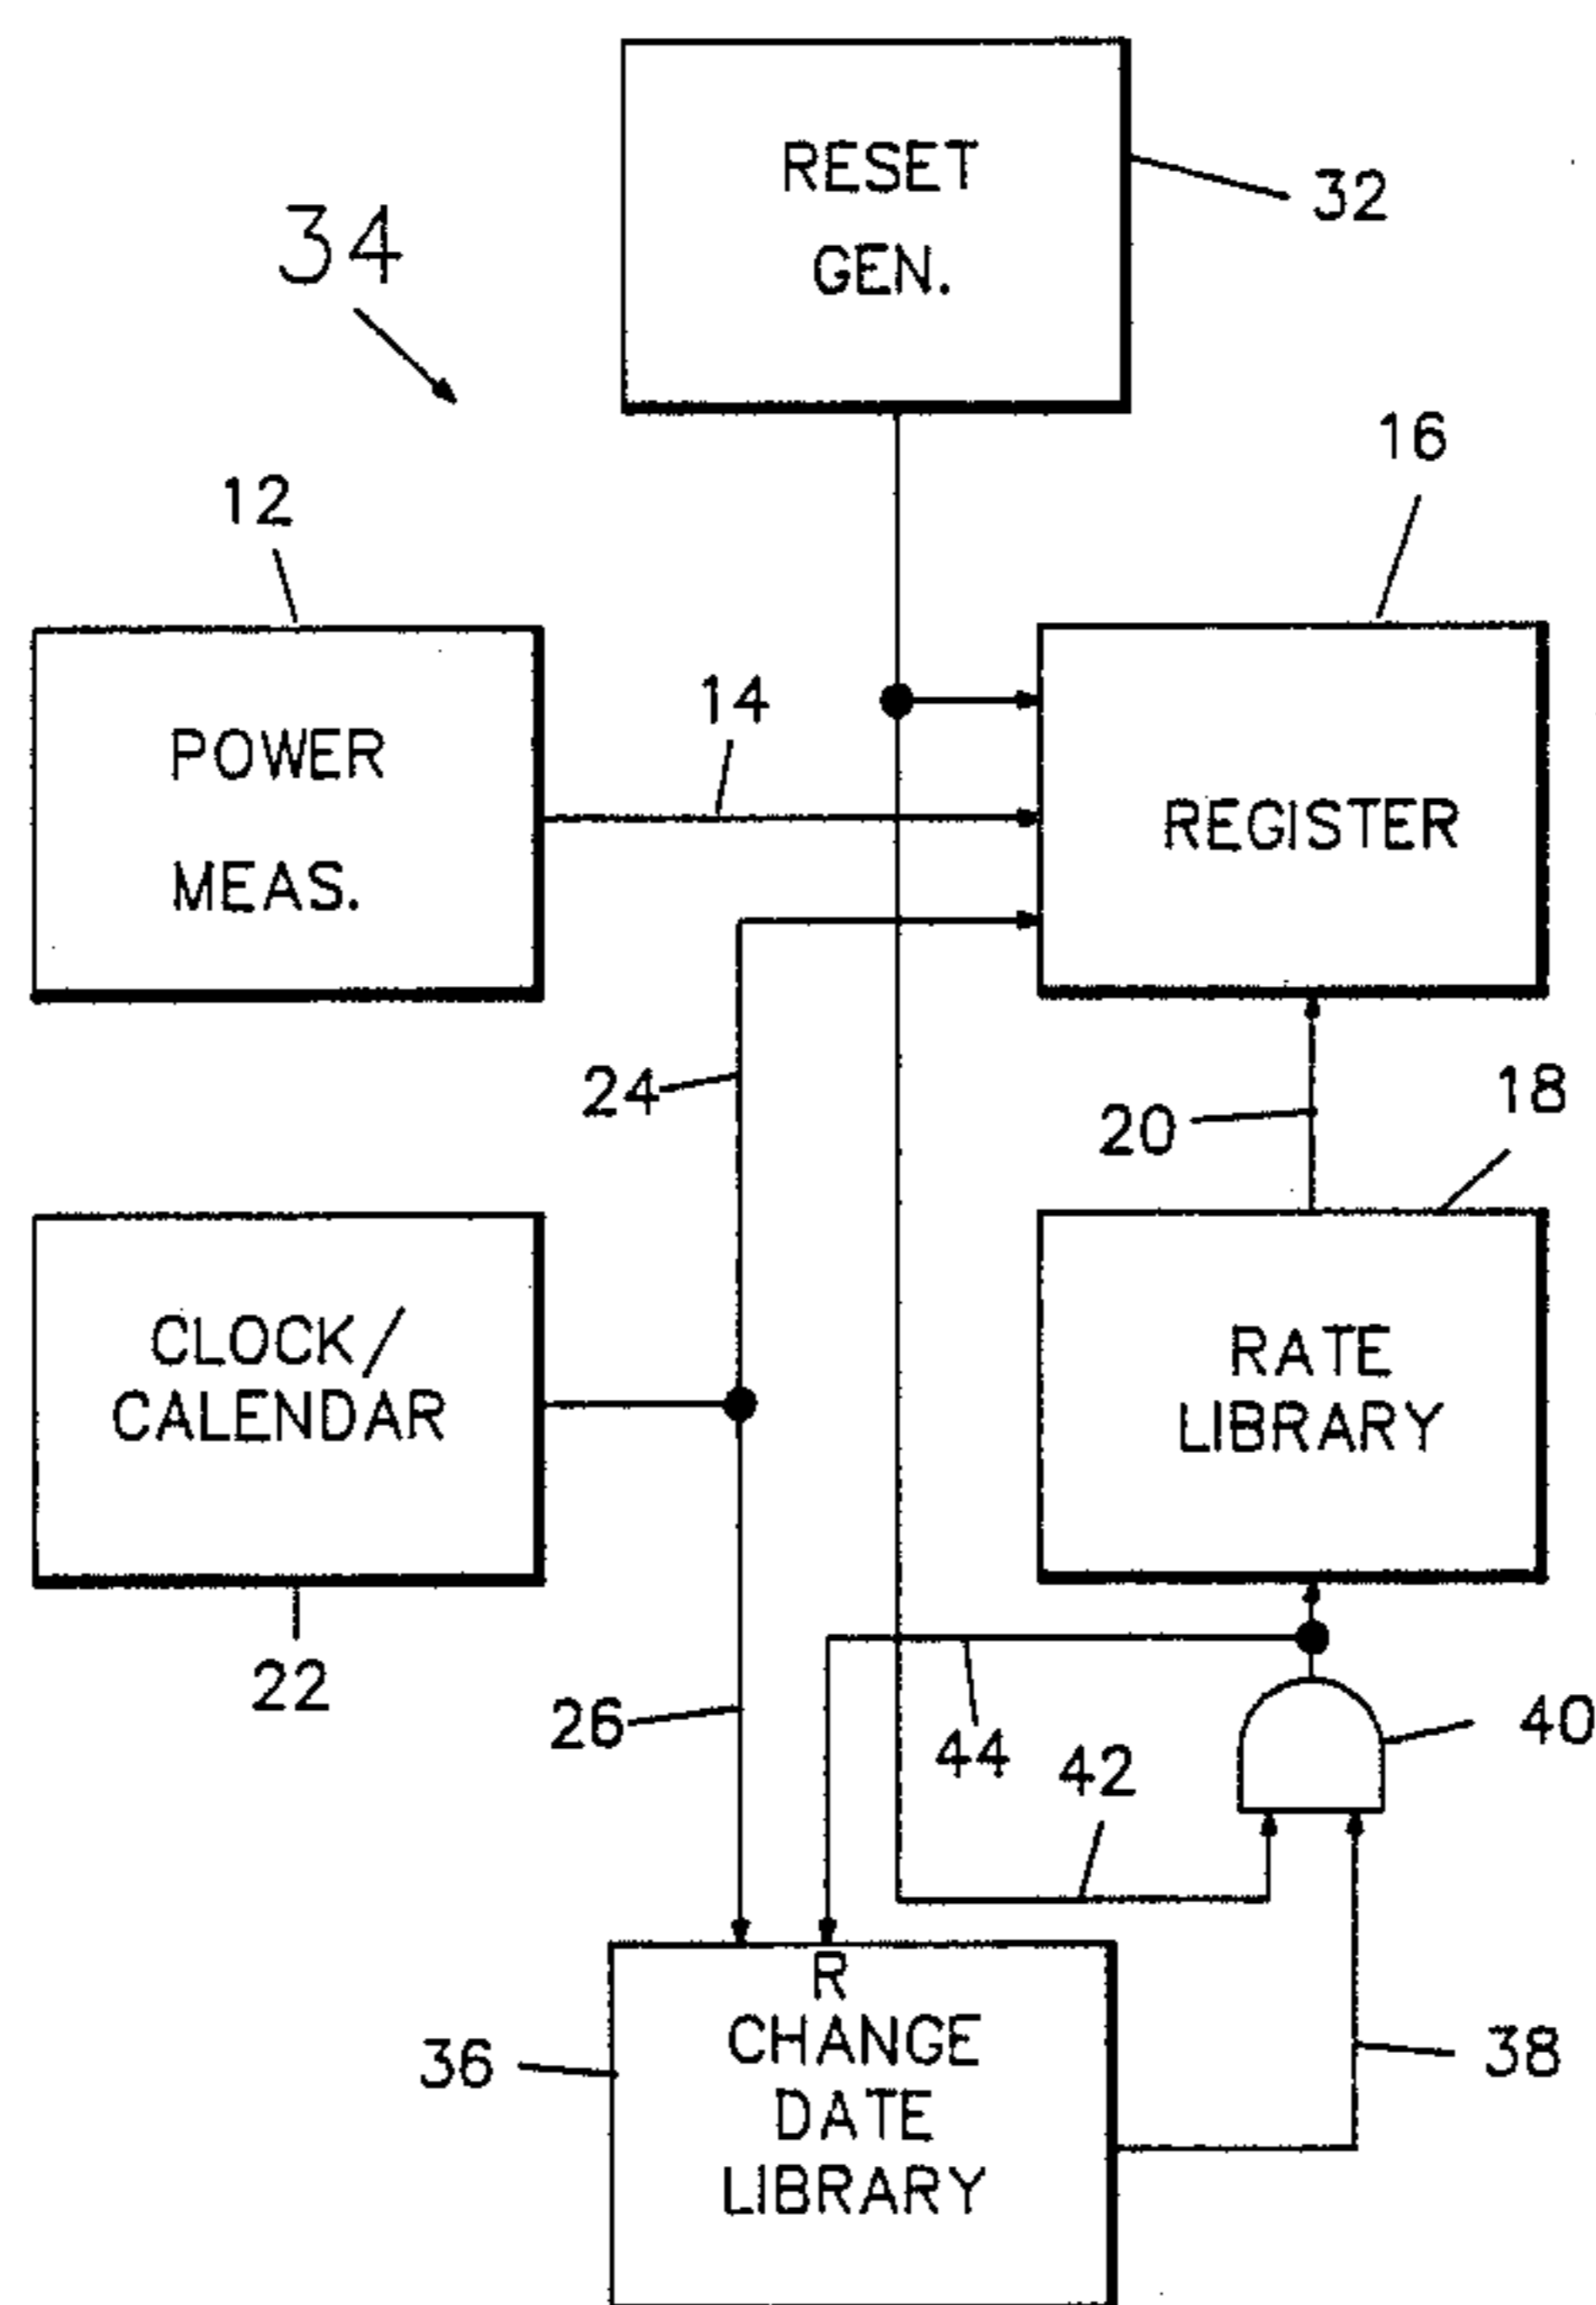 RESET
GEN.
32
34
16
12
14
POWER
MEAS.
REGISTER
24
20
18
CLOCK/
CALENDAR
RATE
LIBRARY
22
26
44
42
40
R
CHANGE
DATE
LIBRARY
36
38